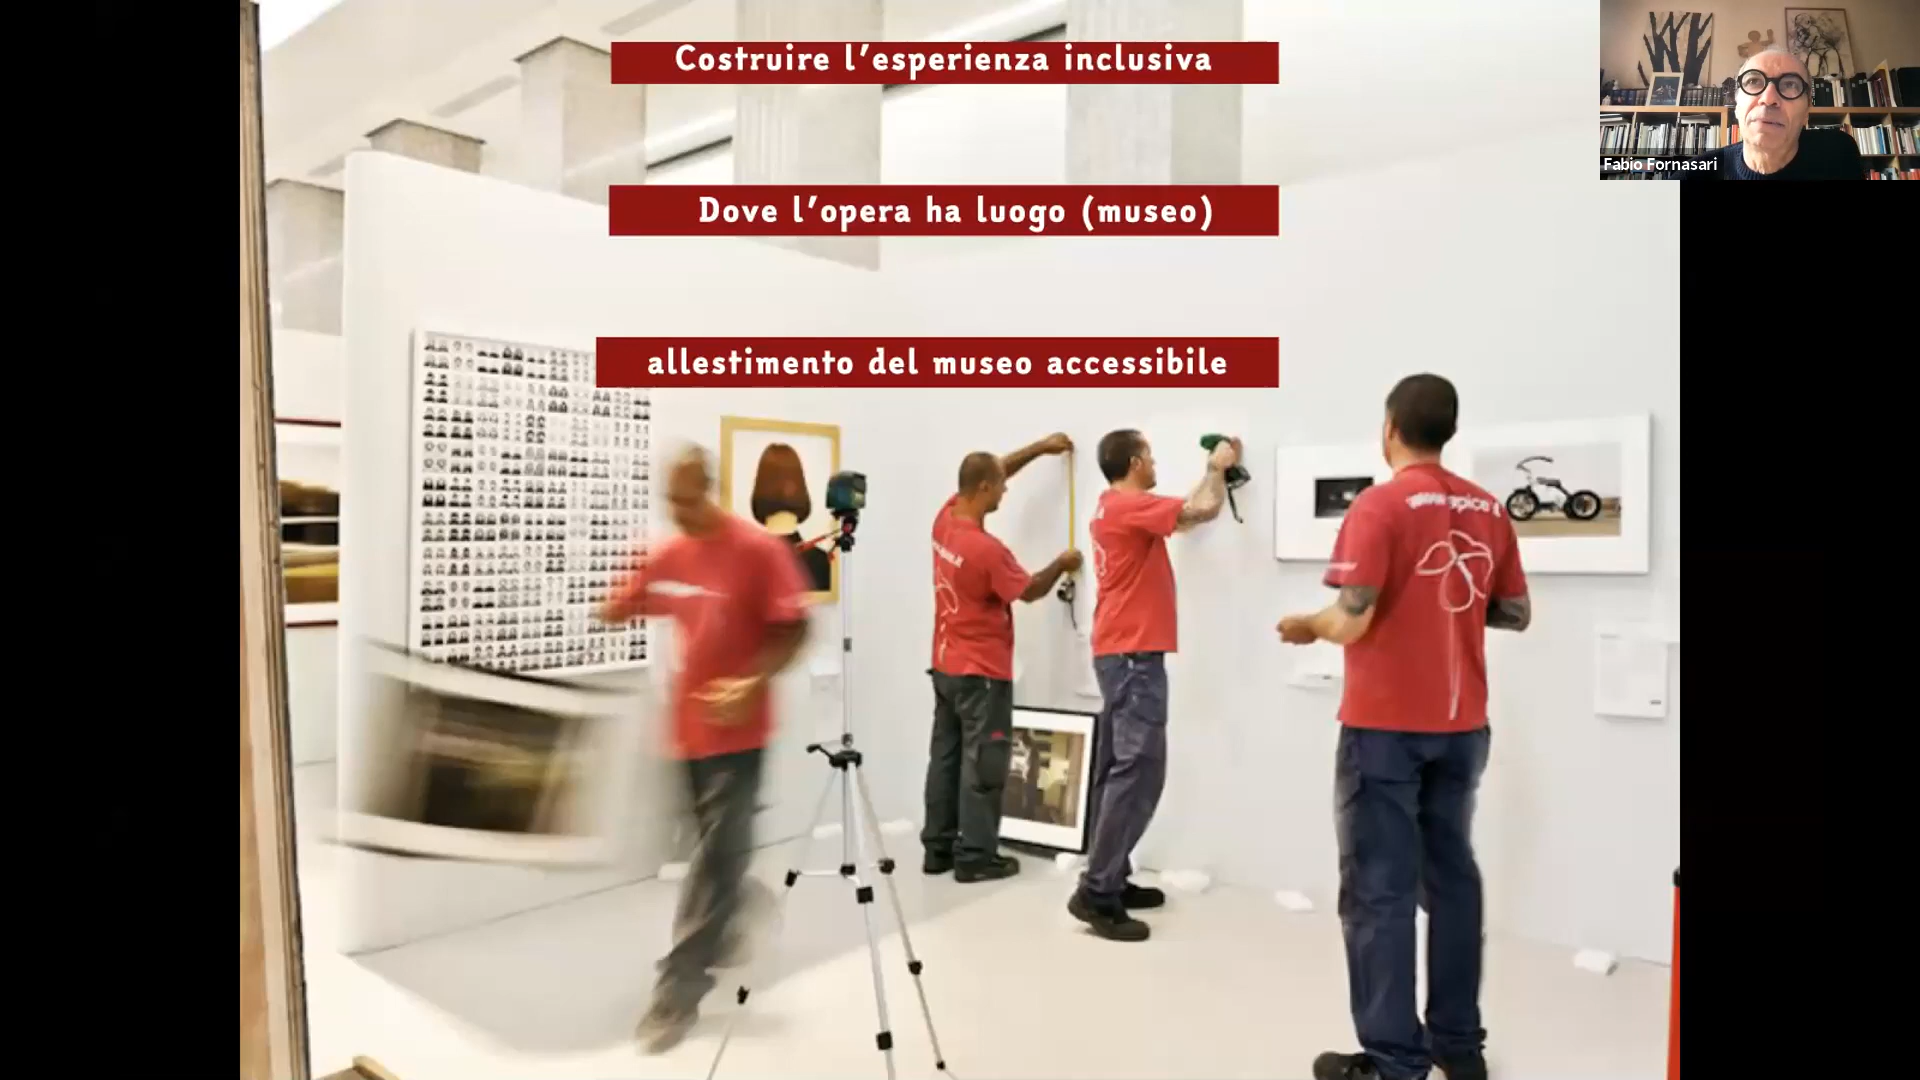 Costruire l'esperienza inclusiva
Fabio Fornasari
Dove l'opera ha luogo (museo)
allestimento del museo accessibile